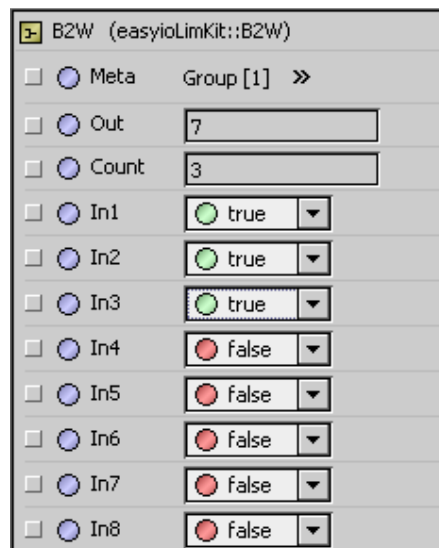 B2W (easyioLimKit::B2W)
Meta Group [1] »
Out 7
Count 3
In1 true
In2 true
In3 true
In4 false
In5 false
In6 false
In7 false
In8 false